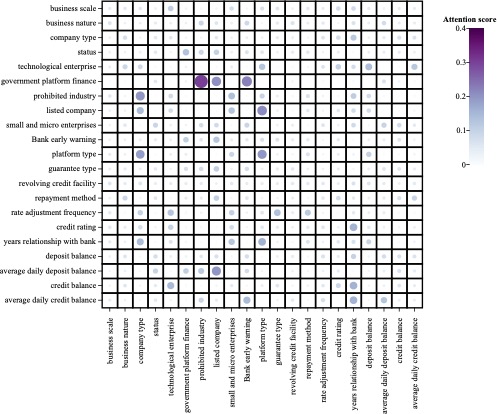 business scale
business nature
company type
status
technological enterprise
government platform finance
prohibited industry
listed company
small and micro enterprises
Bank early warning
platform type
guarantee type
revolving credit facility
repayment method
rate adjustment frequency
credit rating
years relationship with bank
deposit balance
average daily deposit balance
credit balance
average daily credit balance
business scale
business nature
company type
status
technological enterprise
government platform finance
prohibited industry
listed company
small and micro enterprises
Bank early warning
platform type
guarantee type
revolving credit facility
repayment method
rate adjustment frequency
credit rating
years relationship with bank
deposit balance
average daily deposit balance
credit balance
average daily credit balance
Attention score
0.4
0.3
0.2
0.1
0